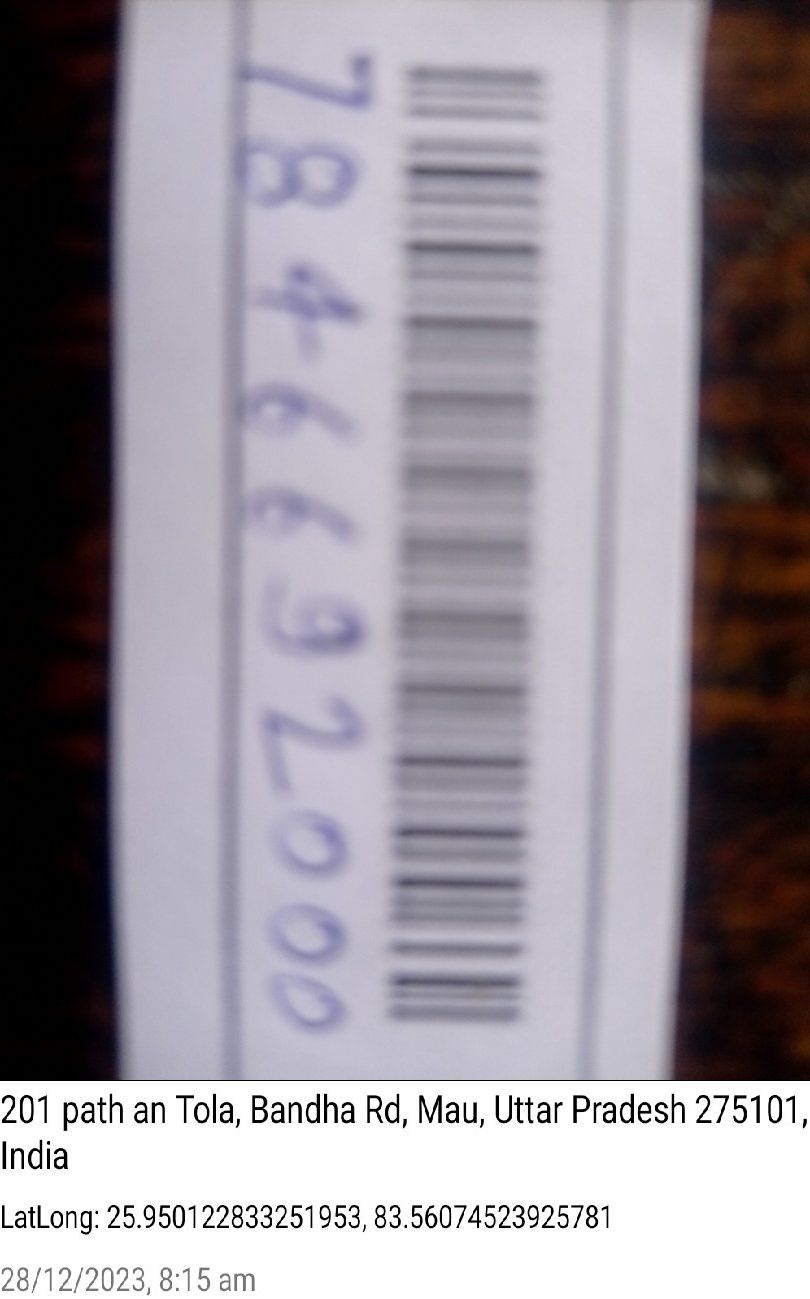 7846692000
201 path an Tola, Bandha Rd, Mau, Uttar Pradesh 275101,
India
LatLong: 25.950122833251953, 83.56074523925781
28/12/2023, 8:15 am